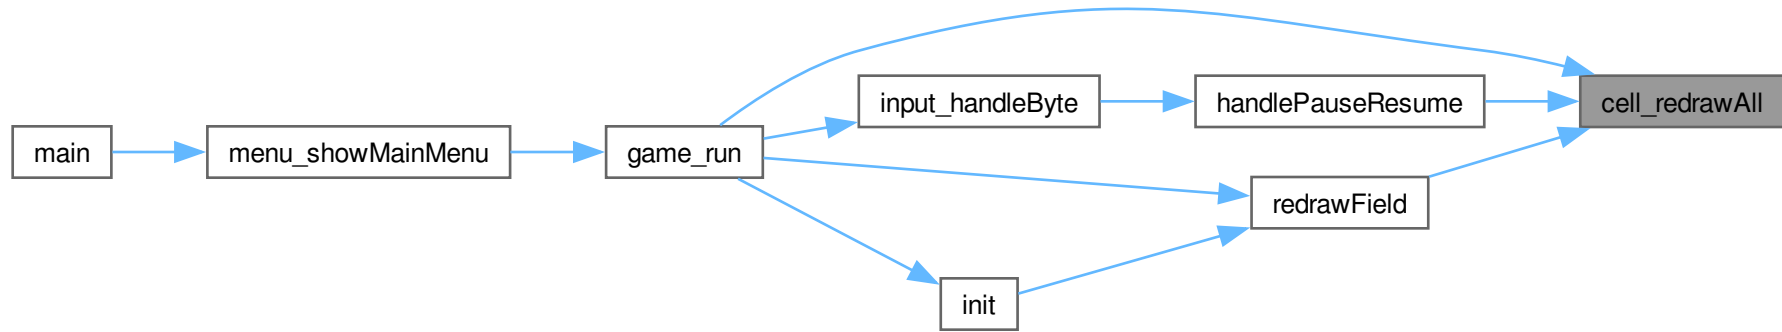 main
menu_showMainMenu
game_run
input_handleByte
handlePauseResume
cell_redrawAll
redrawField
init